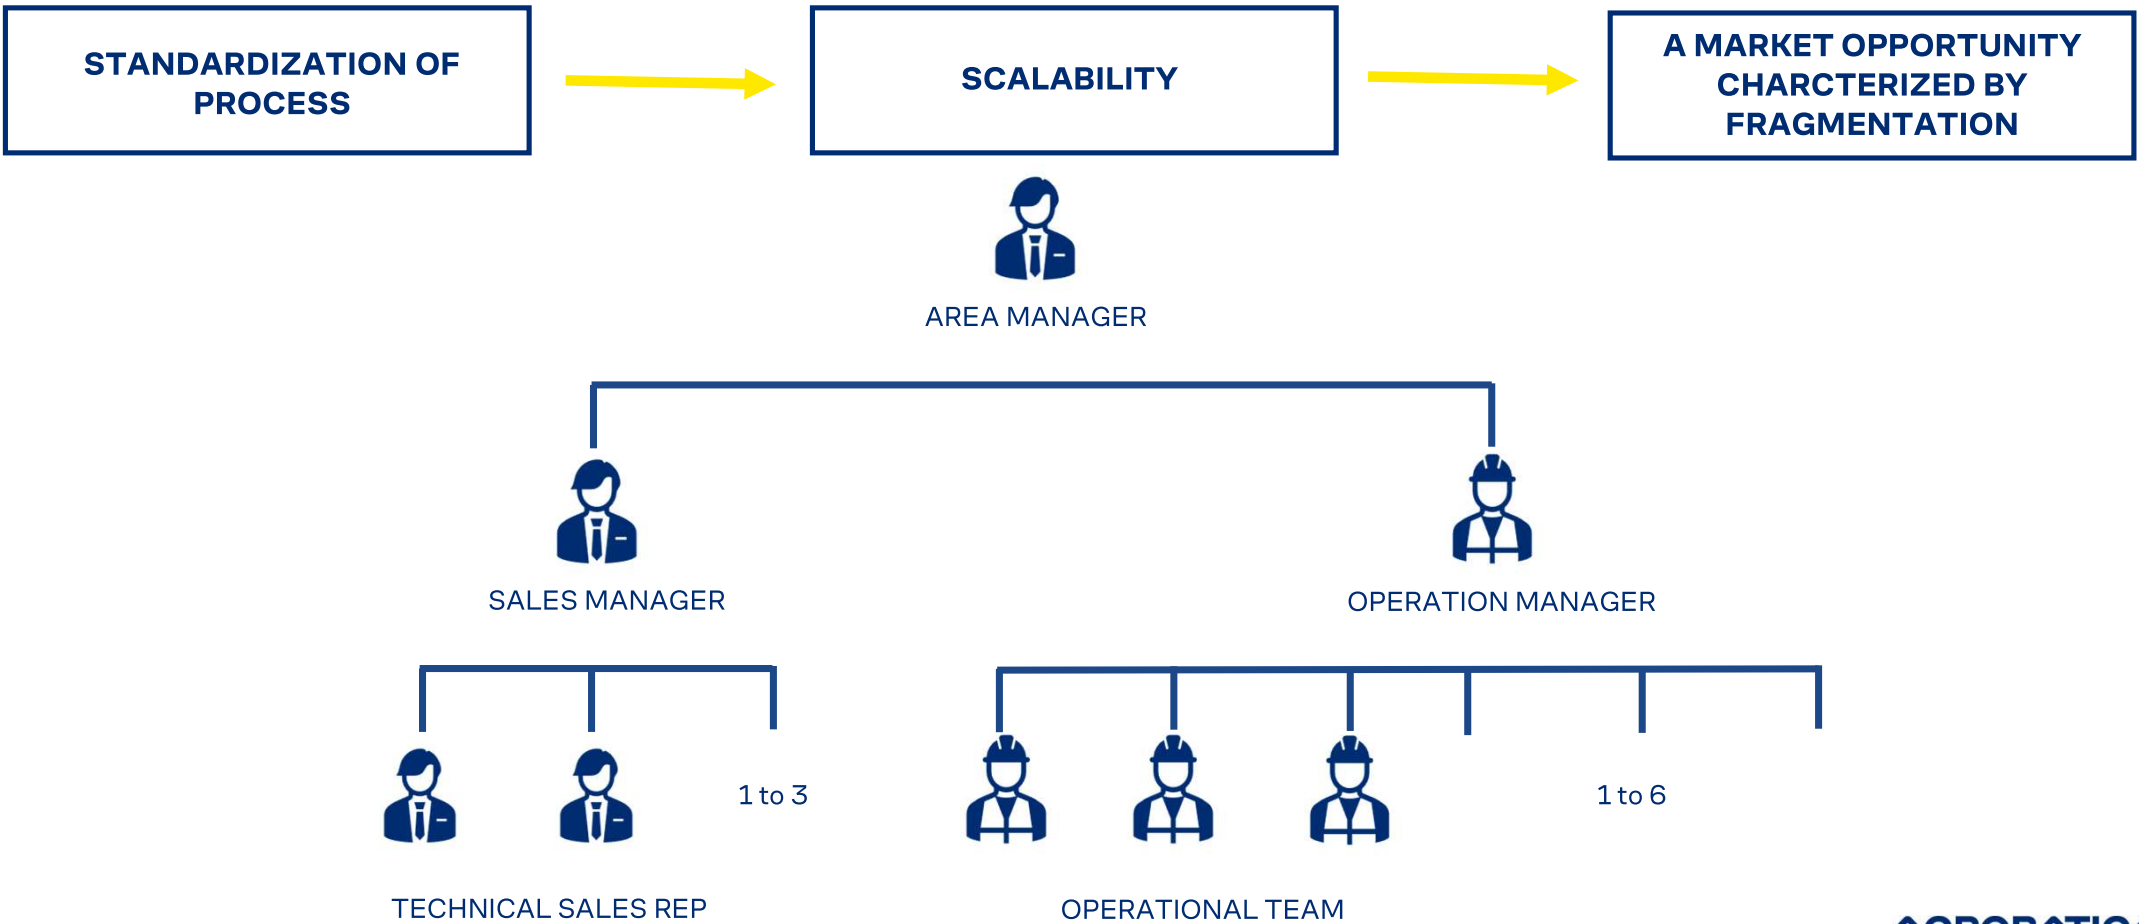 STANDARDIZATION OF
PROCESS
SCALABILITY
A MARKET OPPORTUNITY
CHARCTERIZED BY
FRAGMENTATION
AREA MANAGER
SALES MANAGER
OPERATION MANAGER
1 to 3
1 to 6
TECHNICAL SALES REP
OPERATIONAL TEAM